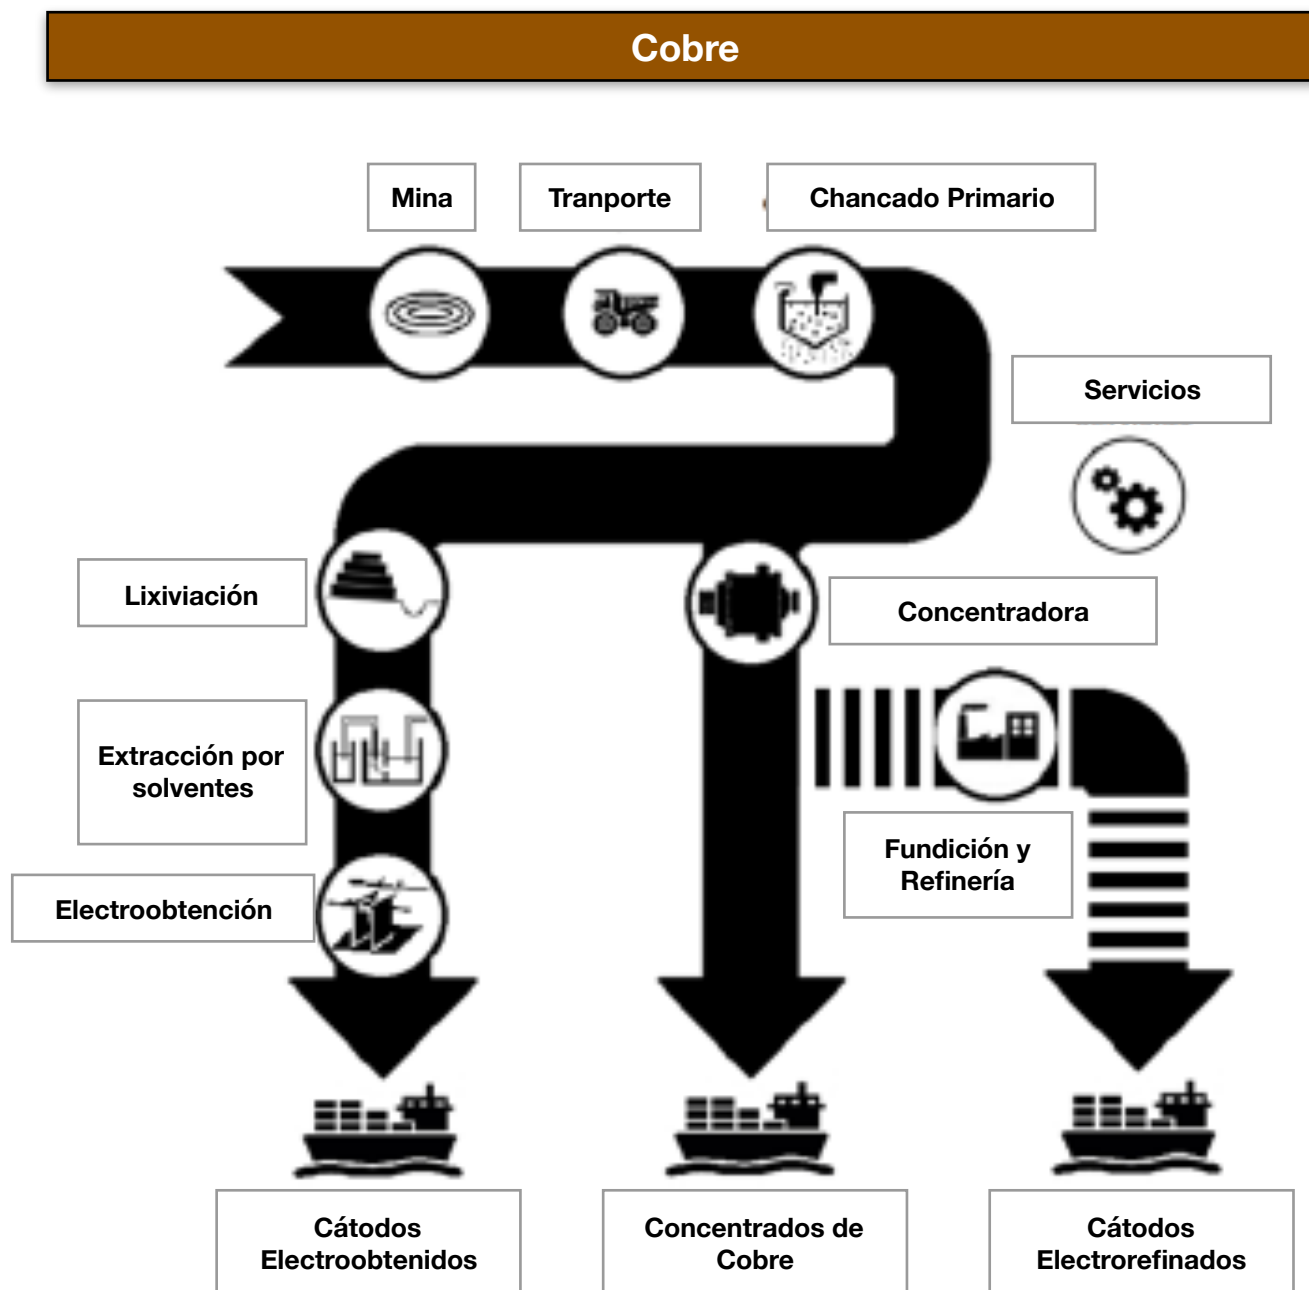 Cobre
Mina
Tranporte
Chancado Primario
Servicios
Lixiviación
Concentradora
Extracción por
solventes
Fundición y
Refinería
Electroobtención
Cátodos
Electroobtenidos
Concentrados de
Cobre
Cátodos
Electrorefinados